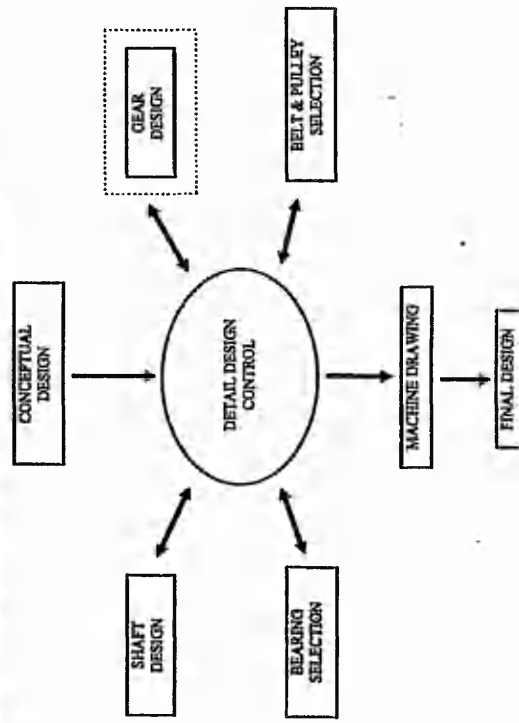 CONCEPTUAL
DESIGN
SHAFT
DESIGN
GEAR
DESIGN
DETAIL DESIGN
CONTROL
BEARING
SELECTION
BELT & PULLEY
SELECTION
MACHINE DRAWING
FINAL DESIGN